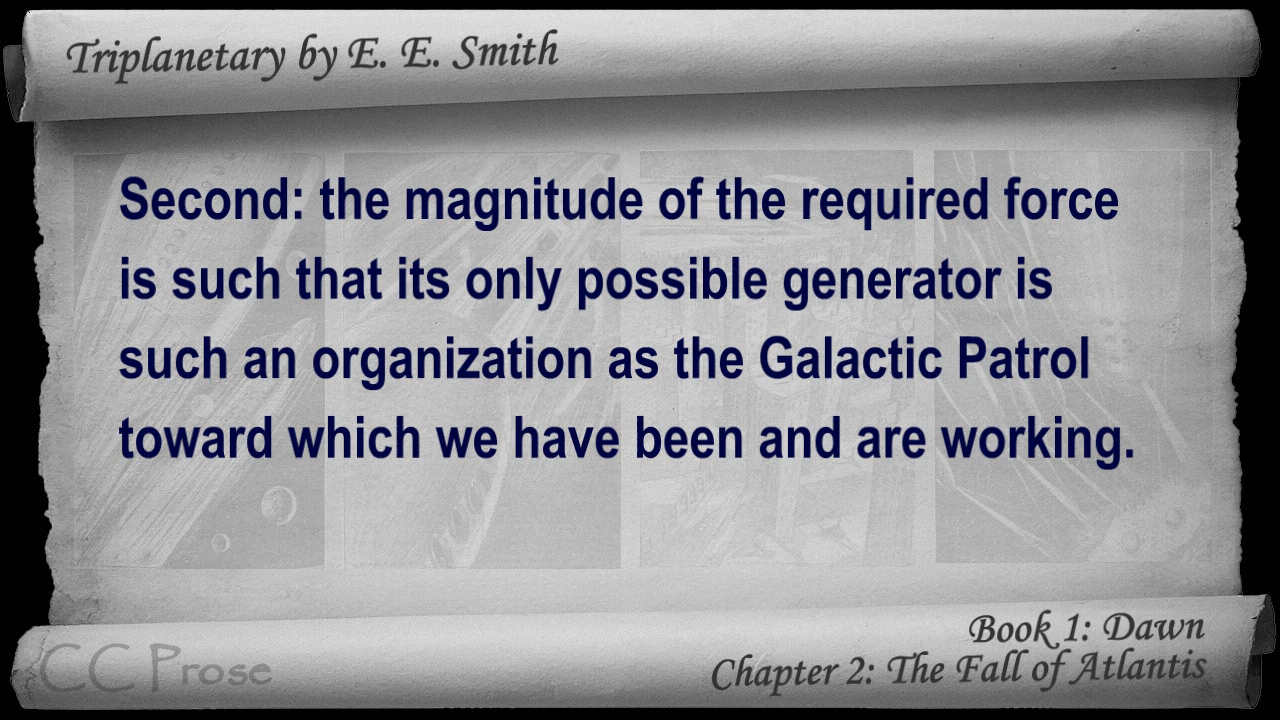 Triplanetary by E. E. Smith
Second: the magnitude of the required force
is such that its only possible generator is
such an organization as the Galactic Patrol
toward which we have been and are working.
Book 1: Dawn
CC Prose
Chapter 2: The Fall of Atlantis